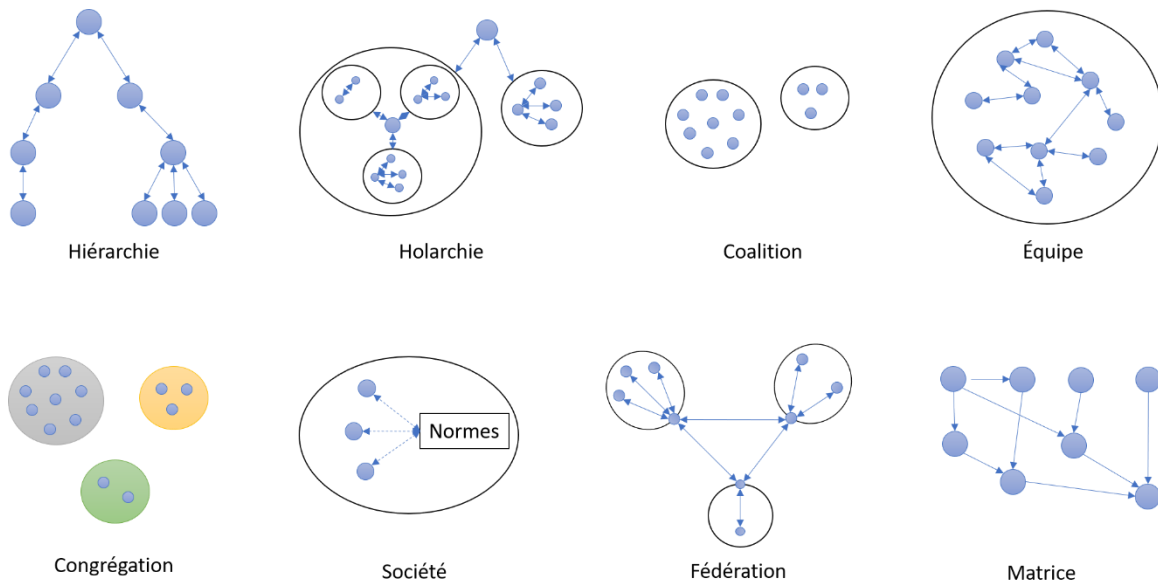 Hiérarchie
Holarchie
Coalition
Équipe
Normes
Congrégation
Société
Fédération
Matrice